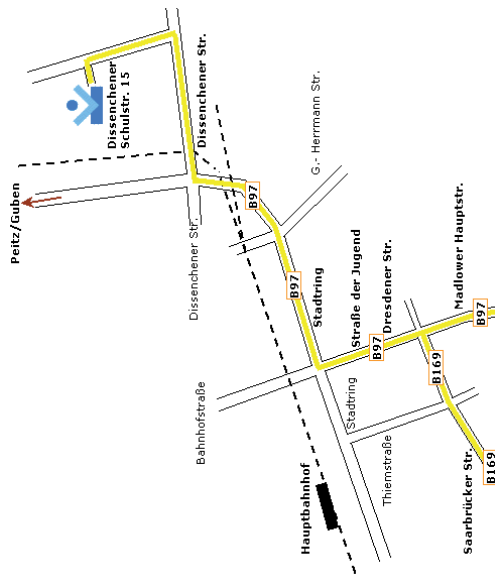 Dissenchener
Schulstr. 15
Dissenchener Str.
G.- Herrmann Str.
Peitz/Guben
B97
Dissenchener Str.
B97
Stadtring
Straße der Jugend
Dresdener Str.
Madlower Hauptstr.
B97
B97
Bahnhofstraße
Stadtring
B169
Thiemstraße
Hauptbahnhof
Saarbrücker Str.
B169